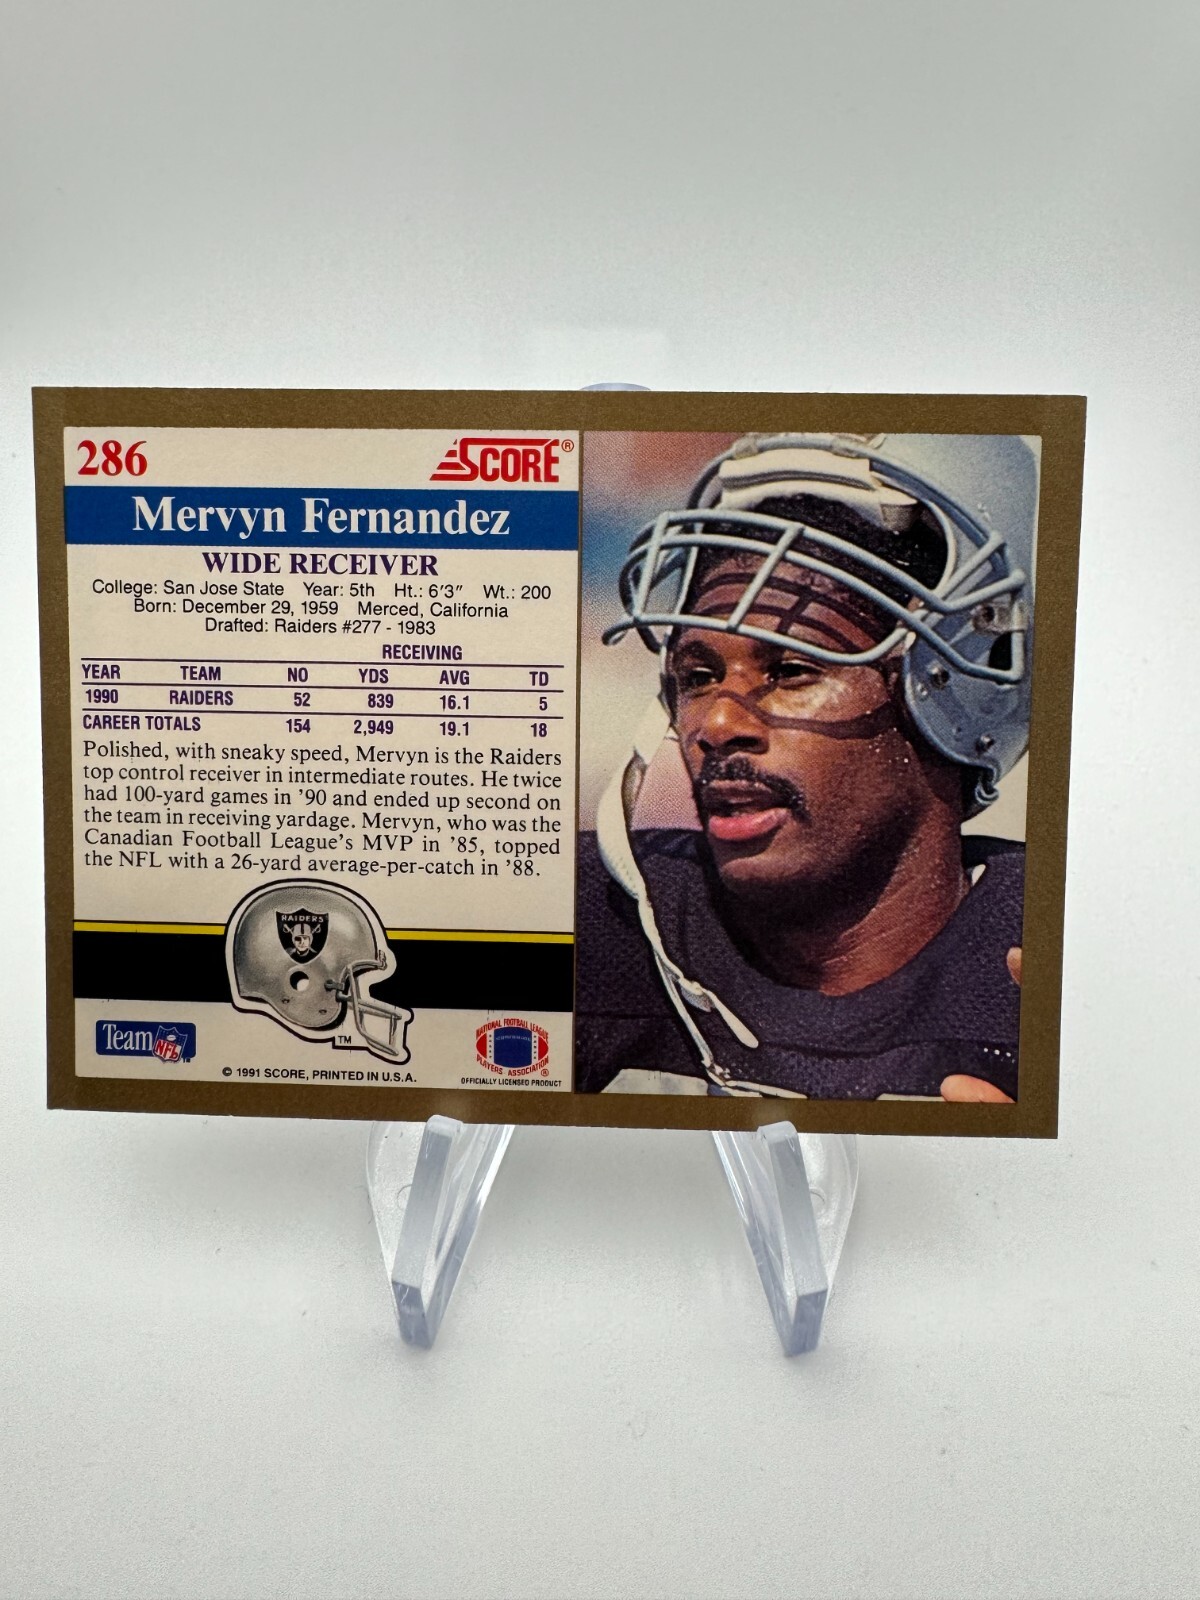 286
SCORE®
Mervyn Fernandez
WIDE RECEIVER
College: San Jose State Year: 5th Ht.: 6'3" Wt.: 200
Born: December 29, 1959 Merced, California
Drafted: Raiders #277 - 1983
RECEIVING
YEAR TEAM NO YDS AVG TD
1990 RAIDERS 52 839 16.1 5
CAREER TOTALS 154 2,949 19.1 18
Polished, with sneaky speed, Mervyn is the Raiders
top control receiver in intermediate routes. He twice
had 100-yard games in '90 and ended up second on
the team in receiving yardage. Mervyn, who was the
Canadian Football League's MVP in '85, topped
the NFL with a 26-yard average-per-catch in '88.
RAIDERS
TM
Team NFL
NATIONAL FOOTBALL LEAGUE
PLAYERS ASSOCIATION®
© 1991 SCORE, PRINTED IN U.S.A.
OFFICIALLY LICENSED PRODUCT